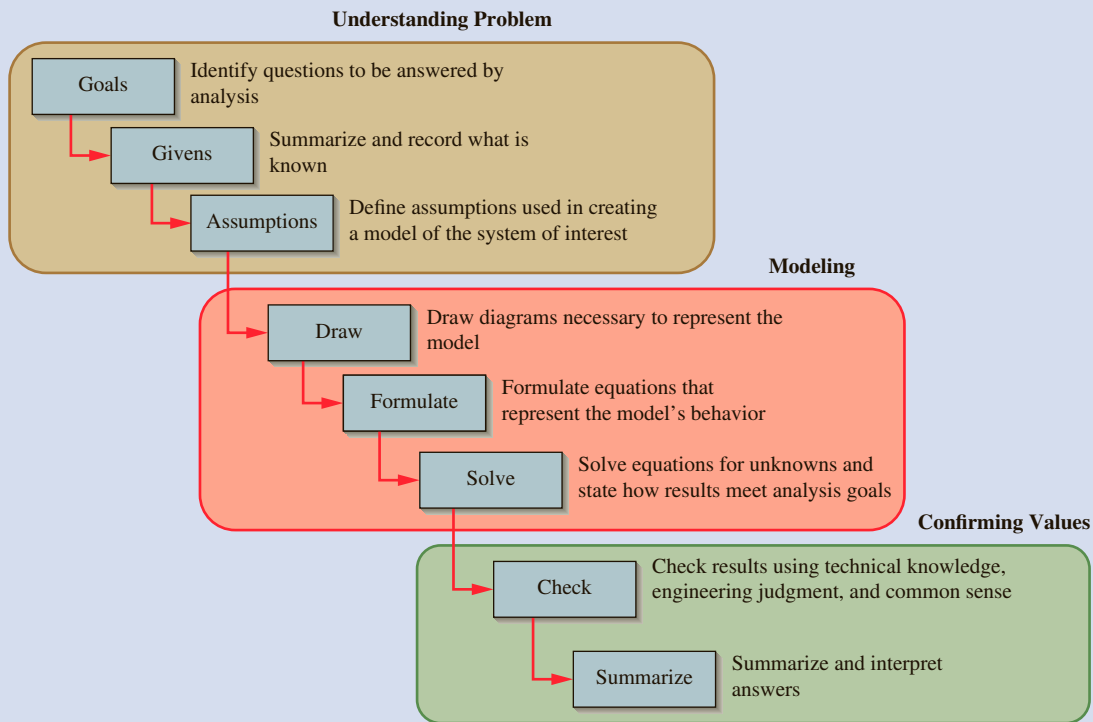 Understanding Problem
Goals
Identify questions to be answered by
analysis
Givens
Summarize and record what is
known
Assumptions
Define assumptions used in creating
a model of the system of interest
Modeling
Draw
Draw diagrams necessary to represent the
model
Formulate
Formulate equations that
represent the model’s behavior
Solve
Solve equations for unknowns and
state how results meet analysis goals
Confirming Values
Check
Check results using technical knowledge,
engineering judgment, and common sense
Summarize
Summarize and interpret
answers